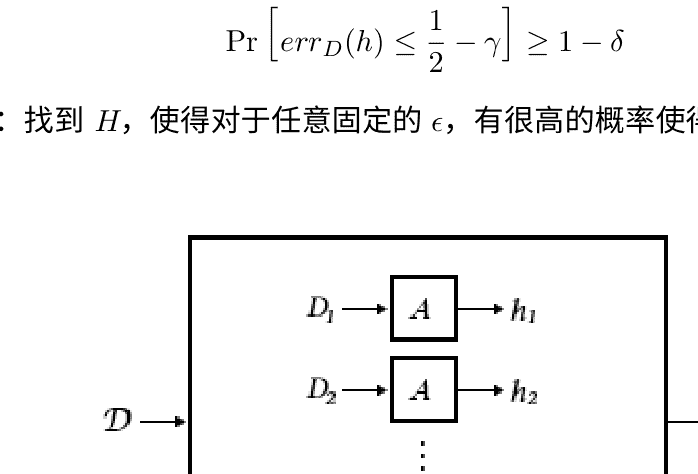 Pr [err_D(h) ≤ 1/2 − γ] ≥ 1 − δ
：找到 H，使得对于任意固定的 ϵ，有很高的概率使得
D₁ A h₁
D₂ A h₂
𝒟
⋮